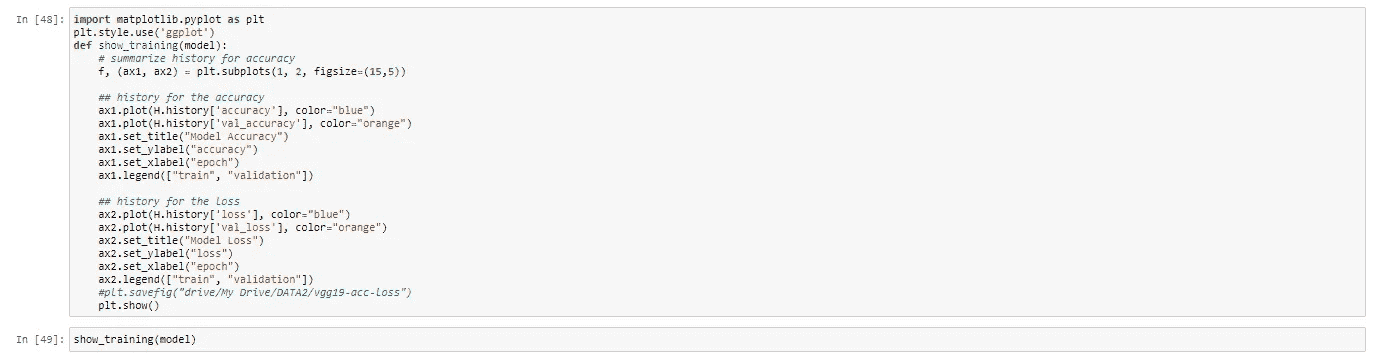 In [48]: import matplotlib.pyplot as plt
plt.style.use('ggplot')
def show_training(model):
    # summarize history for accuracy
    f, (ax1, ax2) = plt.subplots(1, 2, figsize=(15,5))

    ## history for the accuracy
    ax1.plot(H.history['accuracy'], color="blue")
    ax1.plot(H.history['val_accuracy'], color="orange")
    ax1.set_title("Model Accuracy")
    ax1.set_ylabel("accuracy")
    ax1.set_xlabel("epoch")
    ax1.legend(["train", "validation"])

    ## history for the loss
    ax2.plot(H.history['loss'], color="blue")
    ax2.plot(H.history['val_loss'], color="orange")
    ax2.set_title("Model Loss")
    ax2.set_ylabel("loss")
    ax2.set_xlabel("epoch")
    ax2.legend(["train", "validation"])
    #plt.savefig("drive/My Drive/DATA2/vgg19-acc-loss")
    plt.show()
In [49]: show_training(model)